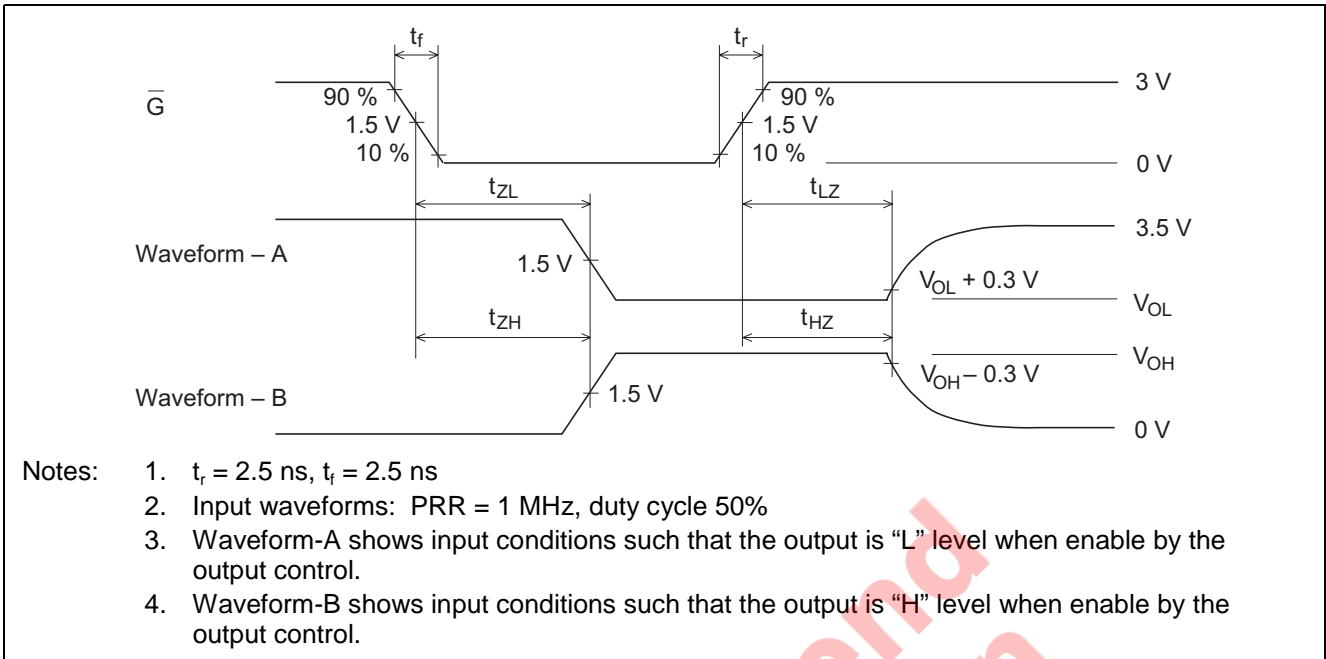 tf tr
G̅ 90 % 90 % 3 V
1.5 V 1.5 V
10 % 10 % 0 V
tZL tLZ
3.5 V
Waveform – A 1.5 V VOL + 0.3 V
VOL
tZH tHZ
VOH
VOH – 0.3 V
Waveform – B 1.5 V
0 V
Notes: 1. tr = 2.5 ns, tf = 2.5 ns
2. Input waveforms: PRR = 1 MHz, duty cycle 50%
3. Waveform-A shows input conditions such that the output is “L” level when enable by the
output control.
4. Waveform-B shows input conditions such that the output is “H” level when enable by the
output control.